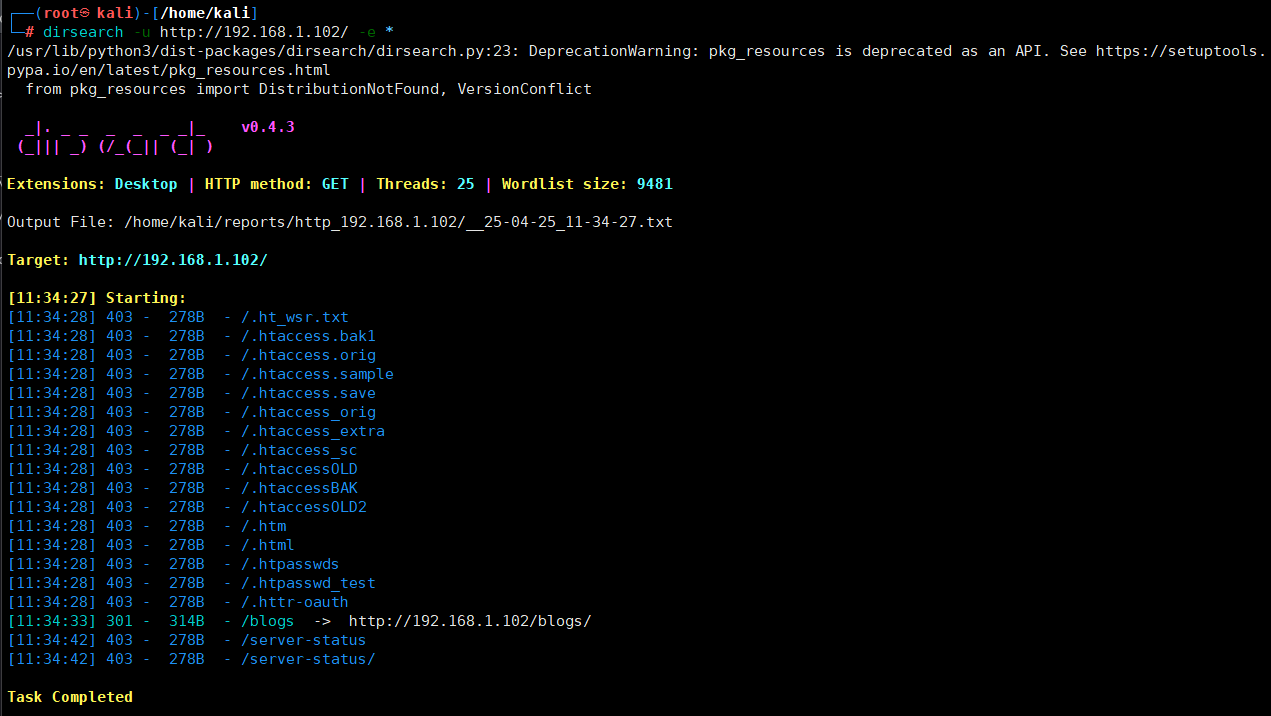 ┌──(root㉿kali)-[/home/kali]
└─# dirsearch -u http://192.168.1.102/ -e *
/usr/lib/python3/dist-packages/dirsearch/dirsearch.py:23: DeprecationWarning: pkg_resources is deprecated as an API. See https://setuptools.
pypa.io/en/latest/pkg_resources.html
  from pkg_resources import DistributionNotFound, VersionConflict

  _|. _ _  _  _  _ _|_    v0.4.3
 (_||| _) (/_(_|| (_| )

Extensions: Desktop | HTTP method: GET | Threads: 25 | Wordlist size: 9481

Output File: /home/kali/reports/http_192.168.1.102/__25-04-25_11-34-27.txt

Target: http://192.168.1.102/

[11:34:27] Starting:
[11:34:28] 403 -  278B  - /.ht_wsr.txt
[11:34:28] 403 -  278B  - /.htaccess.bak1
[11:34:28] 403 -  278B  - /.htaccess.orig
[11:34:28] 403 -  278B  - /.htaccess.sample
[11:34:28] 403 -  278B  - /.htaccess.save
[11:34:28] 403 -  278B  - /.htaccess_orig
[11:34:28] 403 -  278B  - /.htaccess_extra
[11:34:28] 403 -  278B  - /.htaccess_sc
[11:34:28] 403 -  278B  - /.htaccessOLD
[11:34:28] 403 -  278B  - /.htaccessBAK
[11:34:28] 403 -  278B  - /.htaccessOLD2
[11:34:28] 403 -  278B  - /.htm
[11:34:28] 403 -  278B  - /.html
[11:34:28] 403 -  278B  - /.htpasswds
[11:34:28] 403 -  278B  - /.htpasswd_test
[11:34:28] 403 -  278B  - /.httr-oauth
[11:34:33] 301 -  314B  - /blogs  ->  http://192.168.1.102/blogs/
[11:34:42] 403 -  278B  - /server-status
[11:34:42] 403 -  278B  - /server-status/

Task Completed